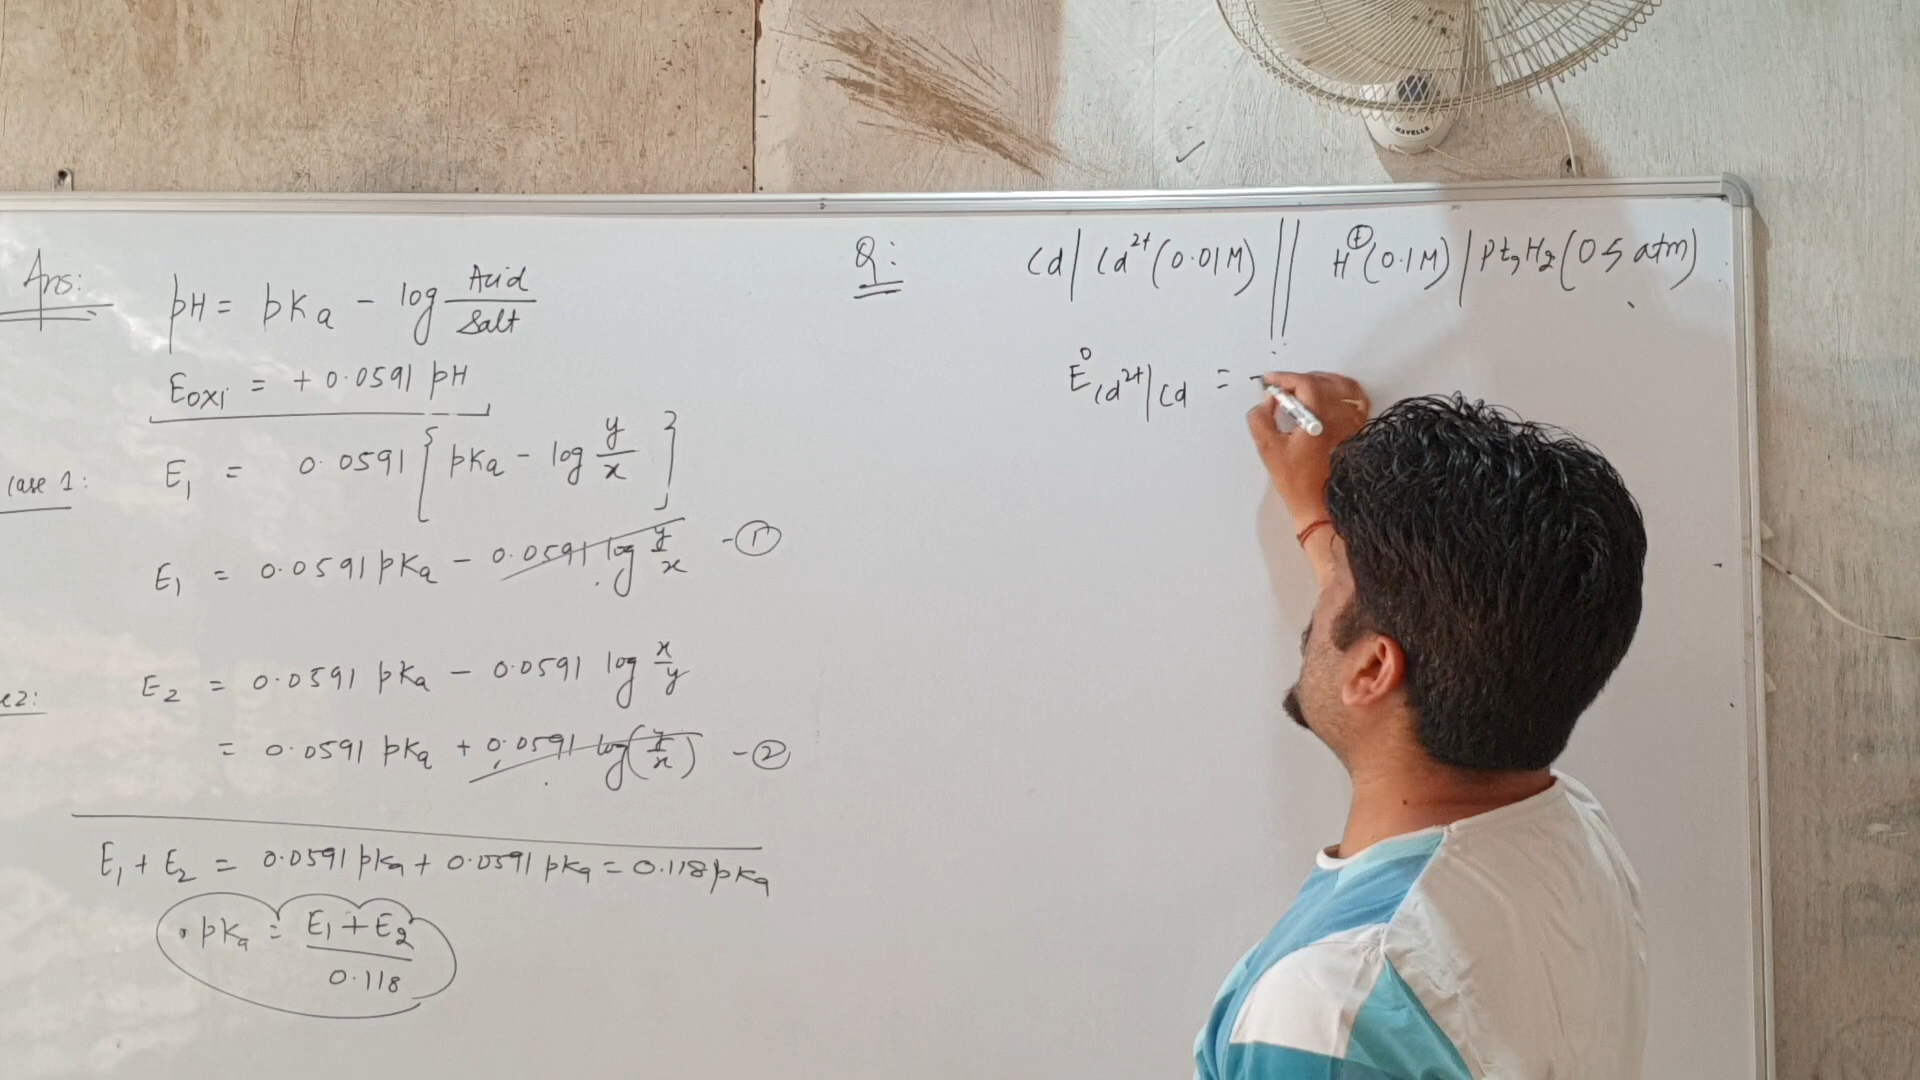 Ans:
pH = pKa - log Acid/Salt
Eoxi = + 0.0591 pH
case 1: E₁ = 0.0591 [pKa - log y/x]
E₁ = 0.0591 pKa - 0.0591 log y/x - ①
E₂ = 0.0591 pKa - 0.0591 log x/y
= 0.0591 pKa + 0.0591 log(y/x) - ②
E₁ + E₂ = 0.0591 pKa + 0.0591 pKa = 0.118 pKa
pKa = E₁ + E₂/0.118
Q: Cd | Cd²⁺ (0.01M) || H⊕ (0.1M) | Pt, H₂ (0.5 atm)
E⁰ Cd²⁺|Cd = -
HAVELLS